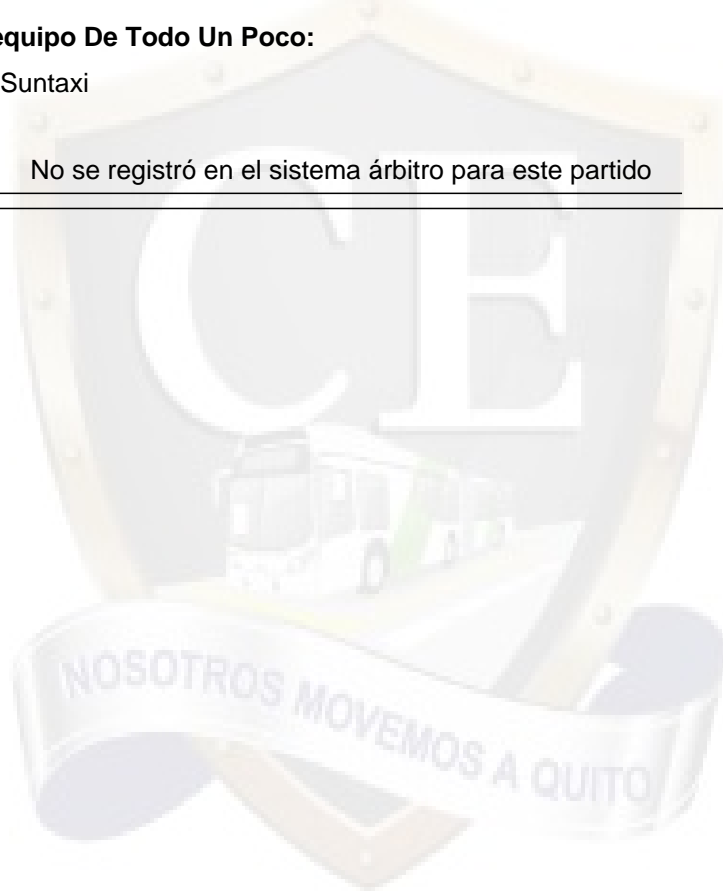 equipo De Todo Un Poco:
Suntaxi
No se registró en el sistema árbitro para este partido
CE
NOSOTROS MOVEMOS A QUITO